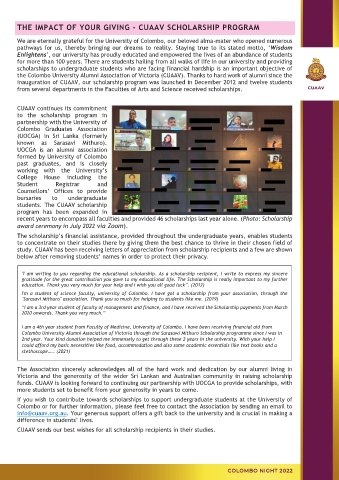 THE IMPACT OF YOUR GIVING - CUAAV SCHOLARSHIP PROGRAM
We are eternally grateful for the University of Colombo, our beloved alma-mater who opened numerous
pathways for us, thereby bringing our dreams to reality. Staying true to its stated motto, 'Wisdom
Enlightens', our university has proudly educated and empowered the lives of an abundance of students
for more than 100 years. There are students hailing from all walks of life in our university and providing
scholarships to undergraduate students who are facing financial hardship is an important objective of
the Colombo University Alumni Association of Victoria (CUAAV). Thanks to hard work of alumni since the
inauguration of CUAAV, our scholarship program was launched in December 2012 and twelve students
from several departments in the Faculties of Arts and Science received scholarships.
CUAAV
CUAAV continues its commitment
to the scholarship program in
partnership with the University of
Colombo Graduates Association
(UOCGA) in Sri Lanka (formerly
known as Sarasavi Mithuro).
UOCGA is an alumni association
formed by University of Colombo
past graduates, and is closely
working with the University's
College House including the
Student Registrar and
Counsellors' Offices to provide
bursaries to undergraduate
students. The CUAAV scholarship
program has been expanded in
recent years to encompass all faculties and provided 46 scholarships last year alone. (Photo: Scholarship
award ceremony in July 2022 via Zoom).
The scholarship's financial assistance, provided throughout the undergraduate years, enables students
to concentrate on their studies there by giving them the best chance to thrive in their chosen field of
study. CUAAV has been receiving letters of appreciation from scholarship recipients and a few are shown
below after removing students' names in order to protect their privacy.
"I am writing to you regarding the educational scholarship. As a scholarship recipient, I write to express my sincere
gratitude for the great contribution you gave to my educational life. The Scholarship is really important to my further
education. Thank you very much for your help and I wish you all good luck". (2013)
I'm a student of science faculty, university of Colombo. I have got a scholarship from your association, through the
'Sarasavi Mithuro' association. Thank you so much for helping to students like me. (2019)
"I am a 3rd year student of faculty of management and finance, and I have received the Scholarship payments from March
2020 onwards, Thank you very much."
I am a 4th year student from Faculty of Medicine, University of Colombo. I have been receiving financial aid from
Colombo University Alumni Association of Victoria through the Sarasavi Mithuro Scholarship programme since I was in
2nd year. Your kind donation helped me immensely to get through these 2 years in the university. With your help I
could afford my basic necessities like food, accommodation and also some academic essentials like text books and a
stethoscope.... (2021)
The Association sincerely acknowledges all of the hard work and dedication by our alumni living in
Victoria and the generosity of the wider Sri Lankan and Australian community in raising scholarship
funds. CUAAV is looking forward to continuing our partnership with UOCGA to provide scholarships, with
more students set to benefit from your generosity in years to come.
If you wish to contribute towards scholarships to support undergraduate students at the University of
Colombo or for further information, please feel free to contact the Association by sending an email to
info@cuaav.org.au. Your generous support offers a gift back to the university and is crucial in making a
difference in students' lives.
CUAAV sends our best wishes for all scholarship recipients in their studies.
COLOMBO NIGHT 2022